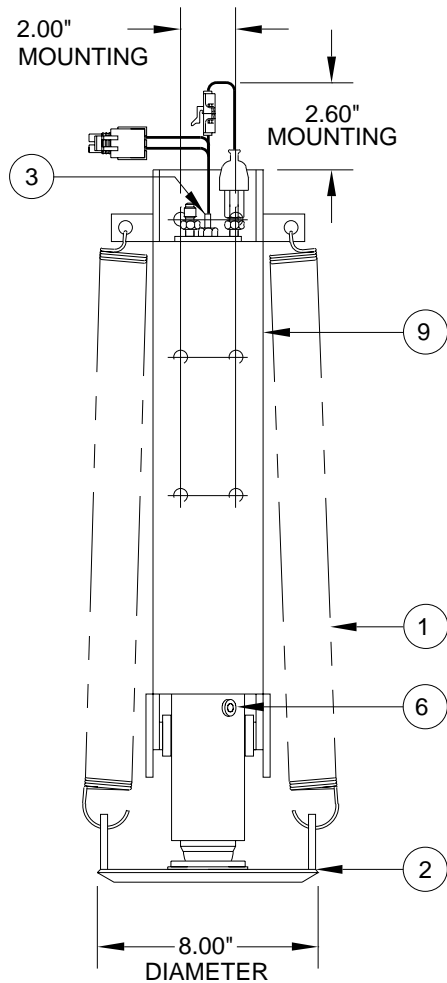 2.00"
MOUNTING
2.60"
MOUNTING
3
9
1
6
2
8.00"
DIAMETER